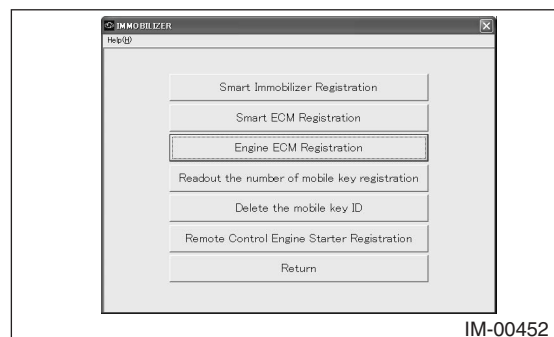 IMMOBILIZER
Help(H)
Smart Immobilizer Registration
Smart ECM Registration
Engine ECM Registration
Readout the number of mobile key registration
Delete the mobile key ID
Remote Control Engine Starter Registration
Return
IM-00452